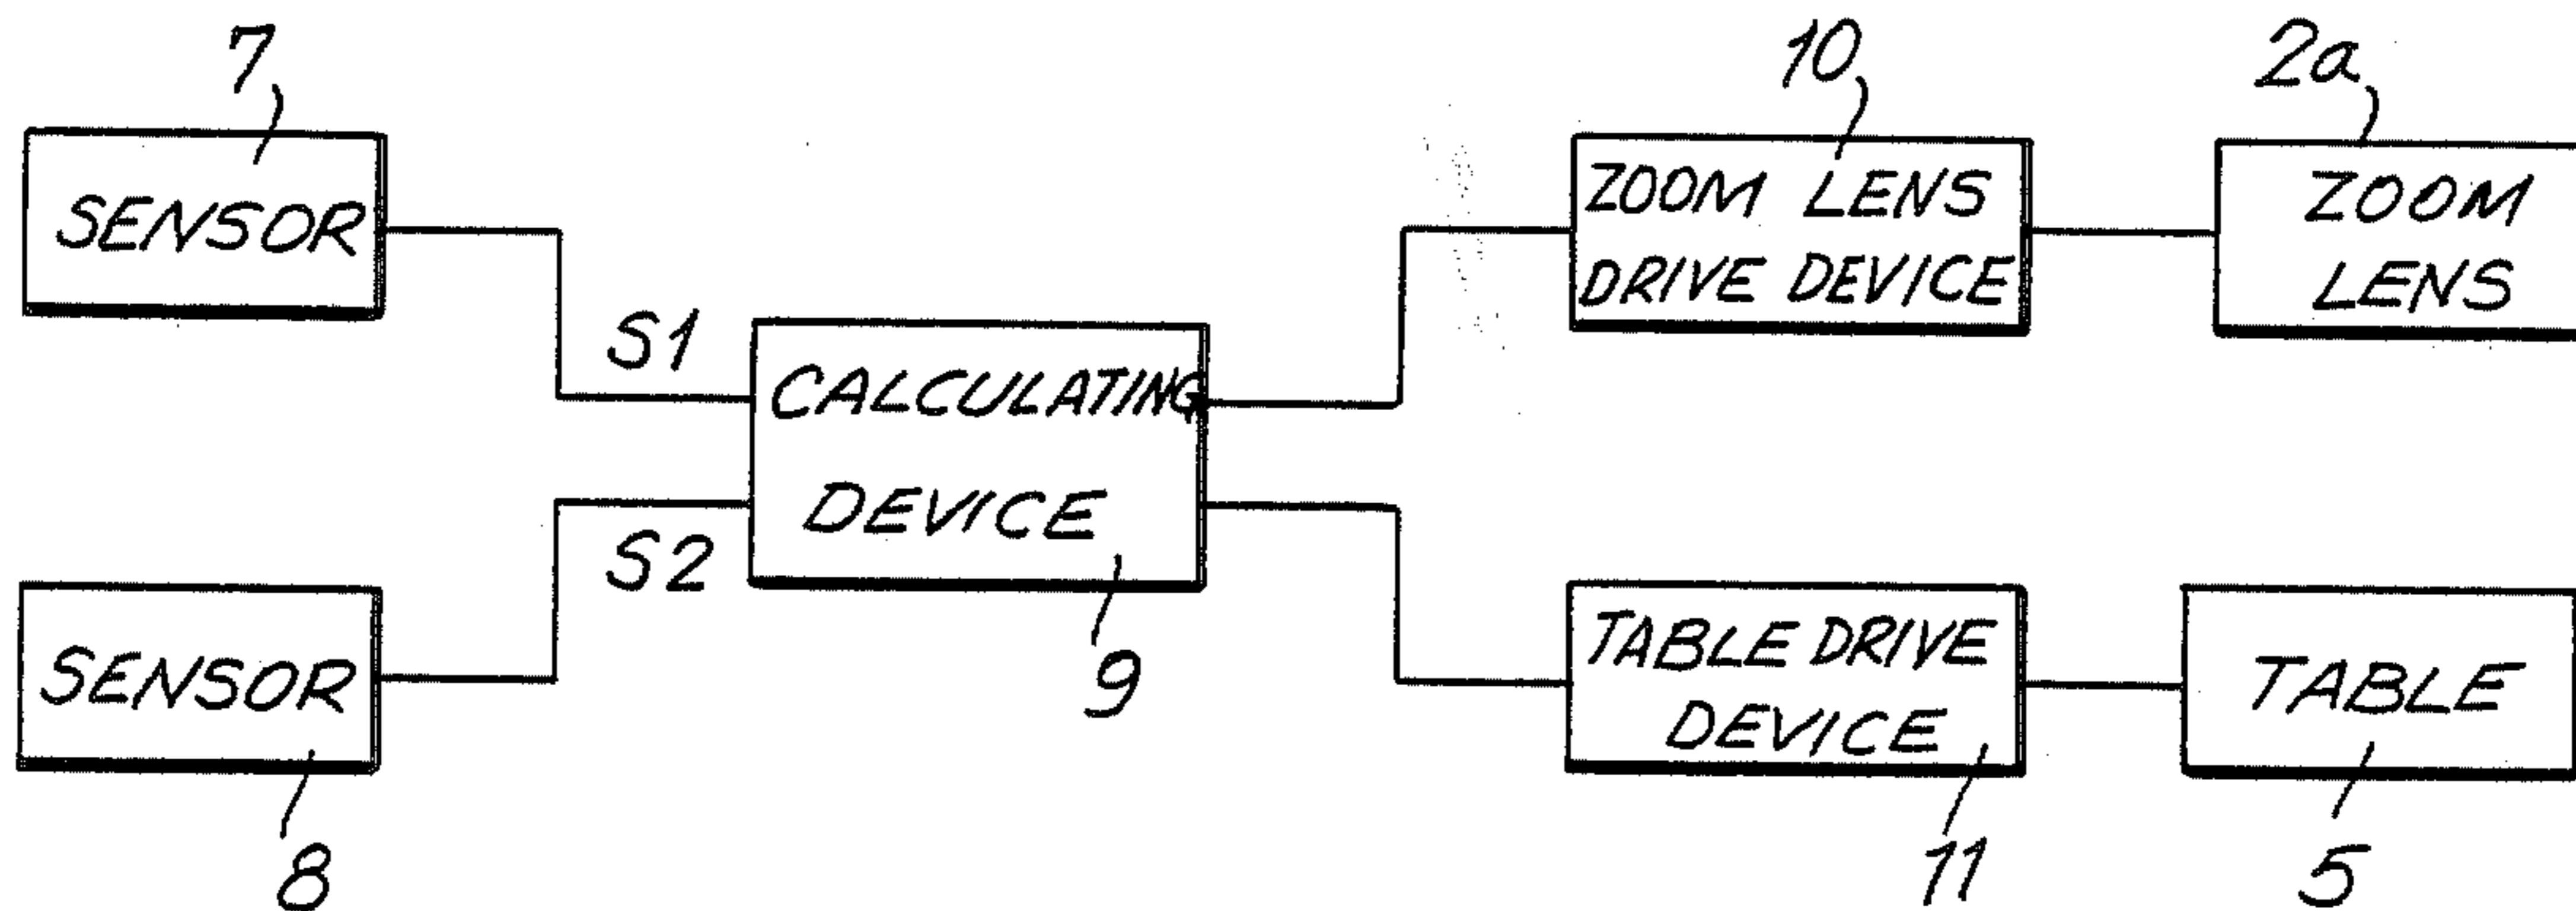 7
10
2a
SENSOR
ZOOM LENS
DRIVE DEVICE
ZOOM
LENS
S1
CALCULATING
DEVICE
S2
9
SENSOR
8
TABLE DRIVE
DEVICE
11
TABLE
5